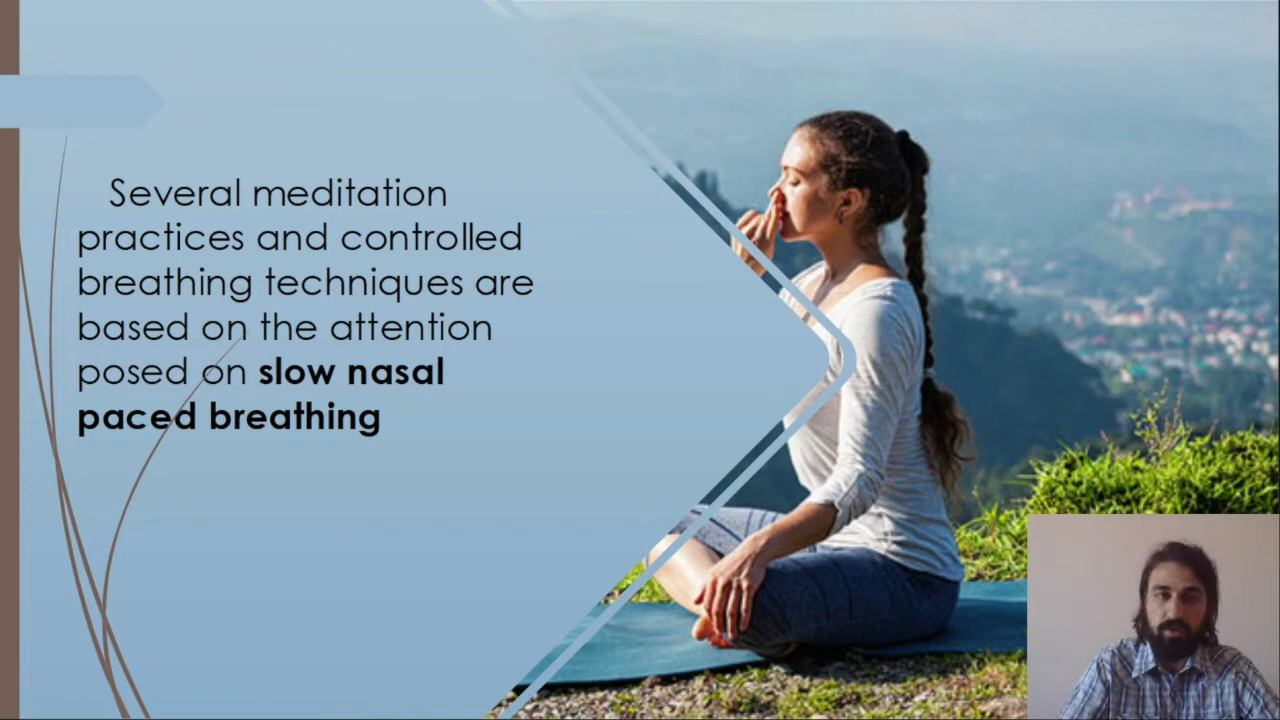 Several meditation
practices and controlled
breathing techniques are
based on the attention
posed on slow nasal
paced breathing